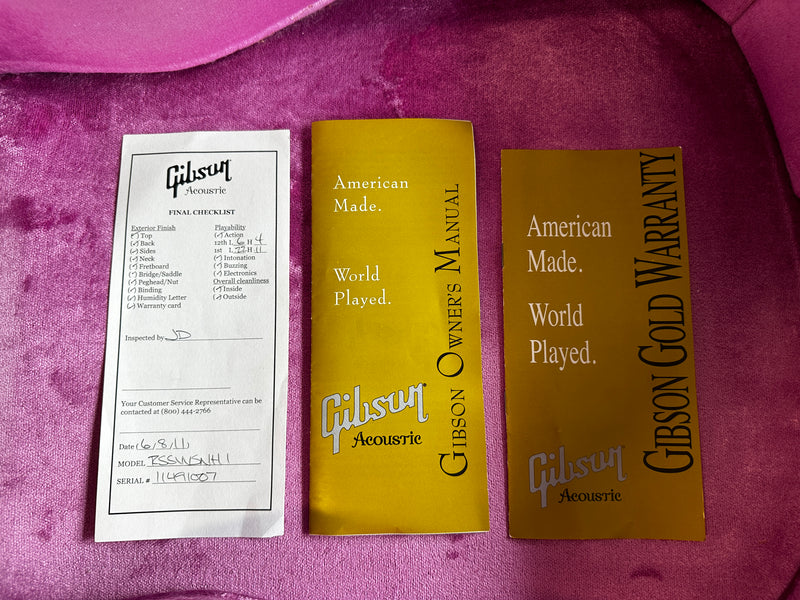 Gibson
Acoustic
FINAL CHECKLIST
Exterior Finish
(✓) Top
(✓) Back
(✓) Sides
(✓) Neck
(✓) Fretboard
(✓) Bridge/Saddle
(✓) Peghead/Nut
(✓) Binding
(✓) Humidity Letter
(✓) Warranty card
Playability
(✓) Action
12th L 6 H 4
1st L H 11
(✓) Intonation
(✓) Buzzing
(✓) Electronics
Overall cleanliness
(✓) Inside
(✓) Outside
Inspected by JD
Your Customer Service Representative can be
contacted at (800) 444-2766
Date 6/8/11
MODEL
SERIAL # 11491007
American
Made.
World
Played.
Gibson
Acoustic
GIBSON OWNER'S MANUAL
American
Made.
World
Played.
Gibson
Acoustic
GIBSON GOLD WARRANTY